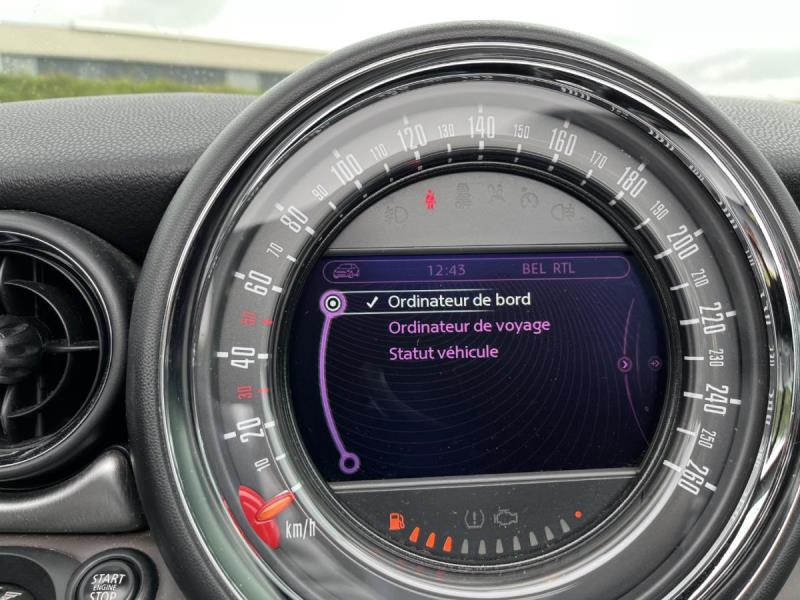 10 20 30 40 50 60 70 80 90 100 110 120 130 140 150 160 170 180 190 200 210 220 230 240 250 260
12:43 BEL RTL
✓ Ordinateur de bord
Ordinateur de voyage
Statut véhicule
km/h
START
ENGINE
STOP